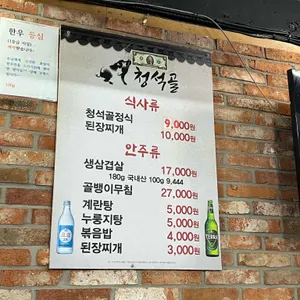 한우 등심
청석골
식사류
청석골정식 9,000원
된장찌개 10,000원
안주류
생삼겹살 17,000원
180g 국내산 100g 9,444
골뱅이무침 27,000원
계란탕 5,000원
누룽지탕 5,000원
볶음밥 4,000원
된장찌개 3,000원
TERRA